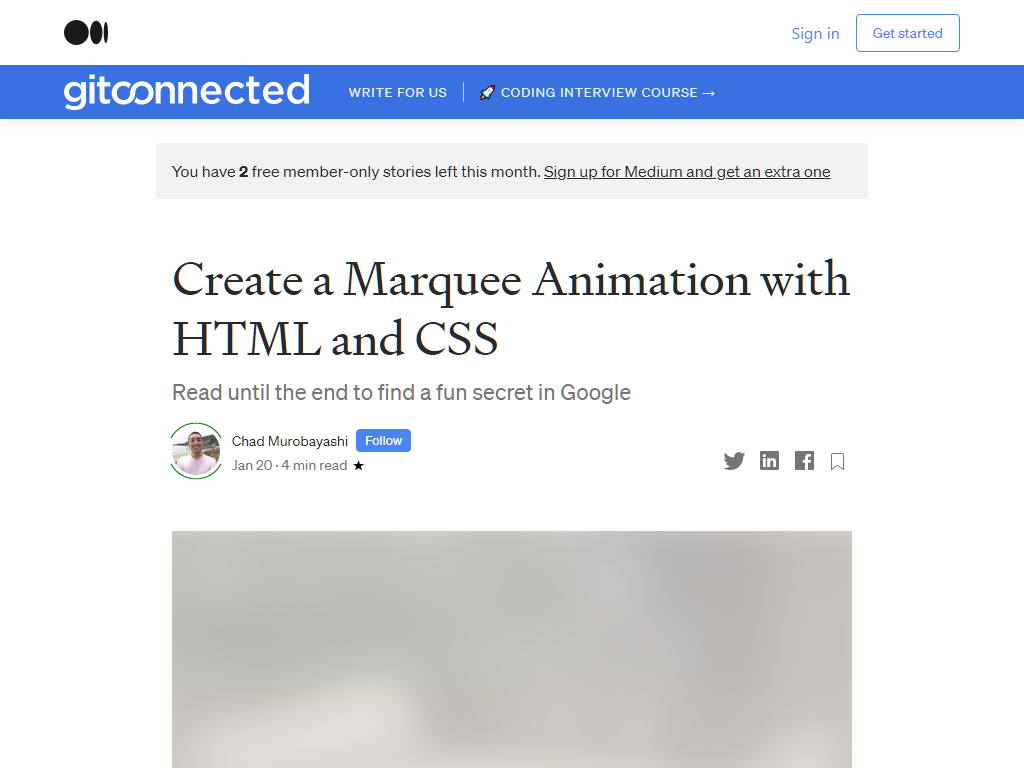 Sign in
Get started
gitconnected
WRITE FOR US
🚀 CODING INTERVIEW COURSE →
You have 2 free member-only stories left this month. Sign up for Medium and get an extra one
Create a Marquee Animation with
HTML and CSS
Read until the end to find a fun secret in Google
Chad Murobayashi
Follow
Jan 20 · 4 min read ★